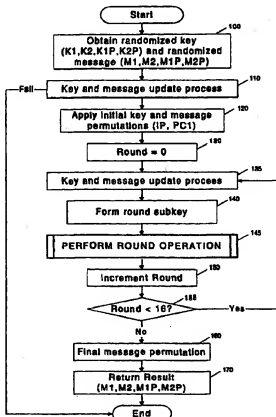 Start
100
Obtain randomized key
(K1,K2,K1P,K2P) and randomized
message (M1,M2,M1P,M2P)
110
Fail
Key and message update process
120
Apply initial key and message
permutations (IP, PC1)
130
Round = 0
135
Key and message update process
140
Form round subkey
145
PERFORM ROUND OPERATION
150
Increment Round
155
Round < 16?
Yes
No
160
Final message permutation
170
Return Result
(M1,M2,M1P,M2P)
End